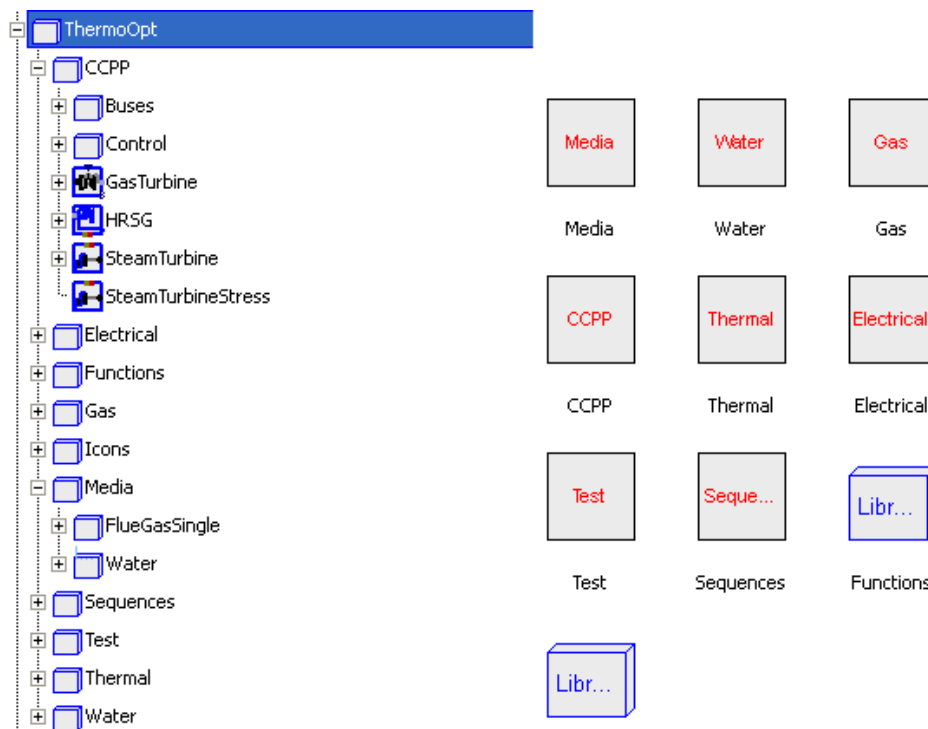 ThermoOpt
CCPP
Buses
Control
GasTurbine
HRSG
SteamTurbine
SteamTurbineStress
Electrical
Functions
Gas
Icons
Media
FlueGasSingle
Water
Sequences
Test
Thermal
Water
Media Water Gas
Media Water Gas
CCPP Thermal Electrical
CCPP Thermal Electrical
Test Seque... Libr...
Test Sequences Functions
Libr...